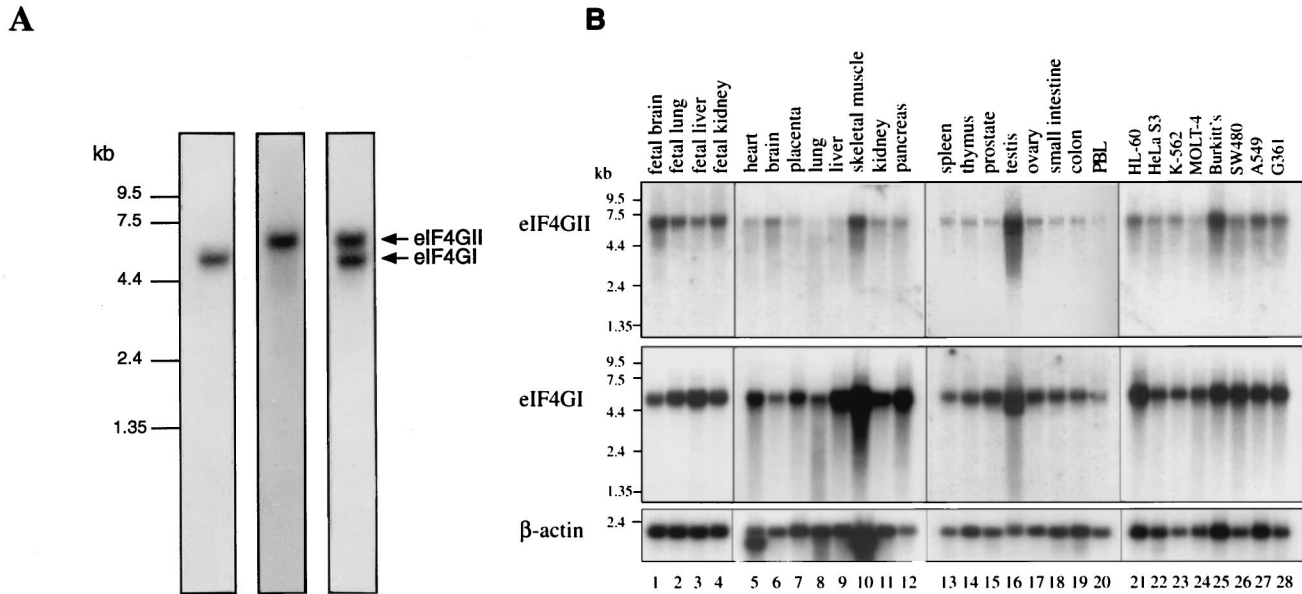 A
kb
9.5
7.5
4.4
2.4
1.35
eIF4GII
eIF4GI
B
fetal brain
fetal lung
fetal liver
fetal kidney
heart
brain
placenta
lung
liver
skeletal muscle
kidney
pancreas
spleen
thymus
prostate
testis
ovary
small intestine
colon
PBL
HL-60
HeLa S3
K-562
MOLT-4
Burkitt's
SW480
A549
G361
kb
eIF4GII
9.5
7.5
4.4
2.4
1.35
eIF4GI
9.5
7.5
4.4
2.4
1.35
β-actin
2.4
1 2 3 4 5 6 7 8 9 10 11 12 13 14 15 16 17 18 19 20 21 22 23 24 25 26 27 28